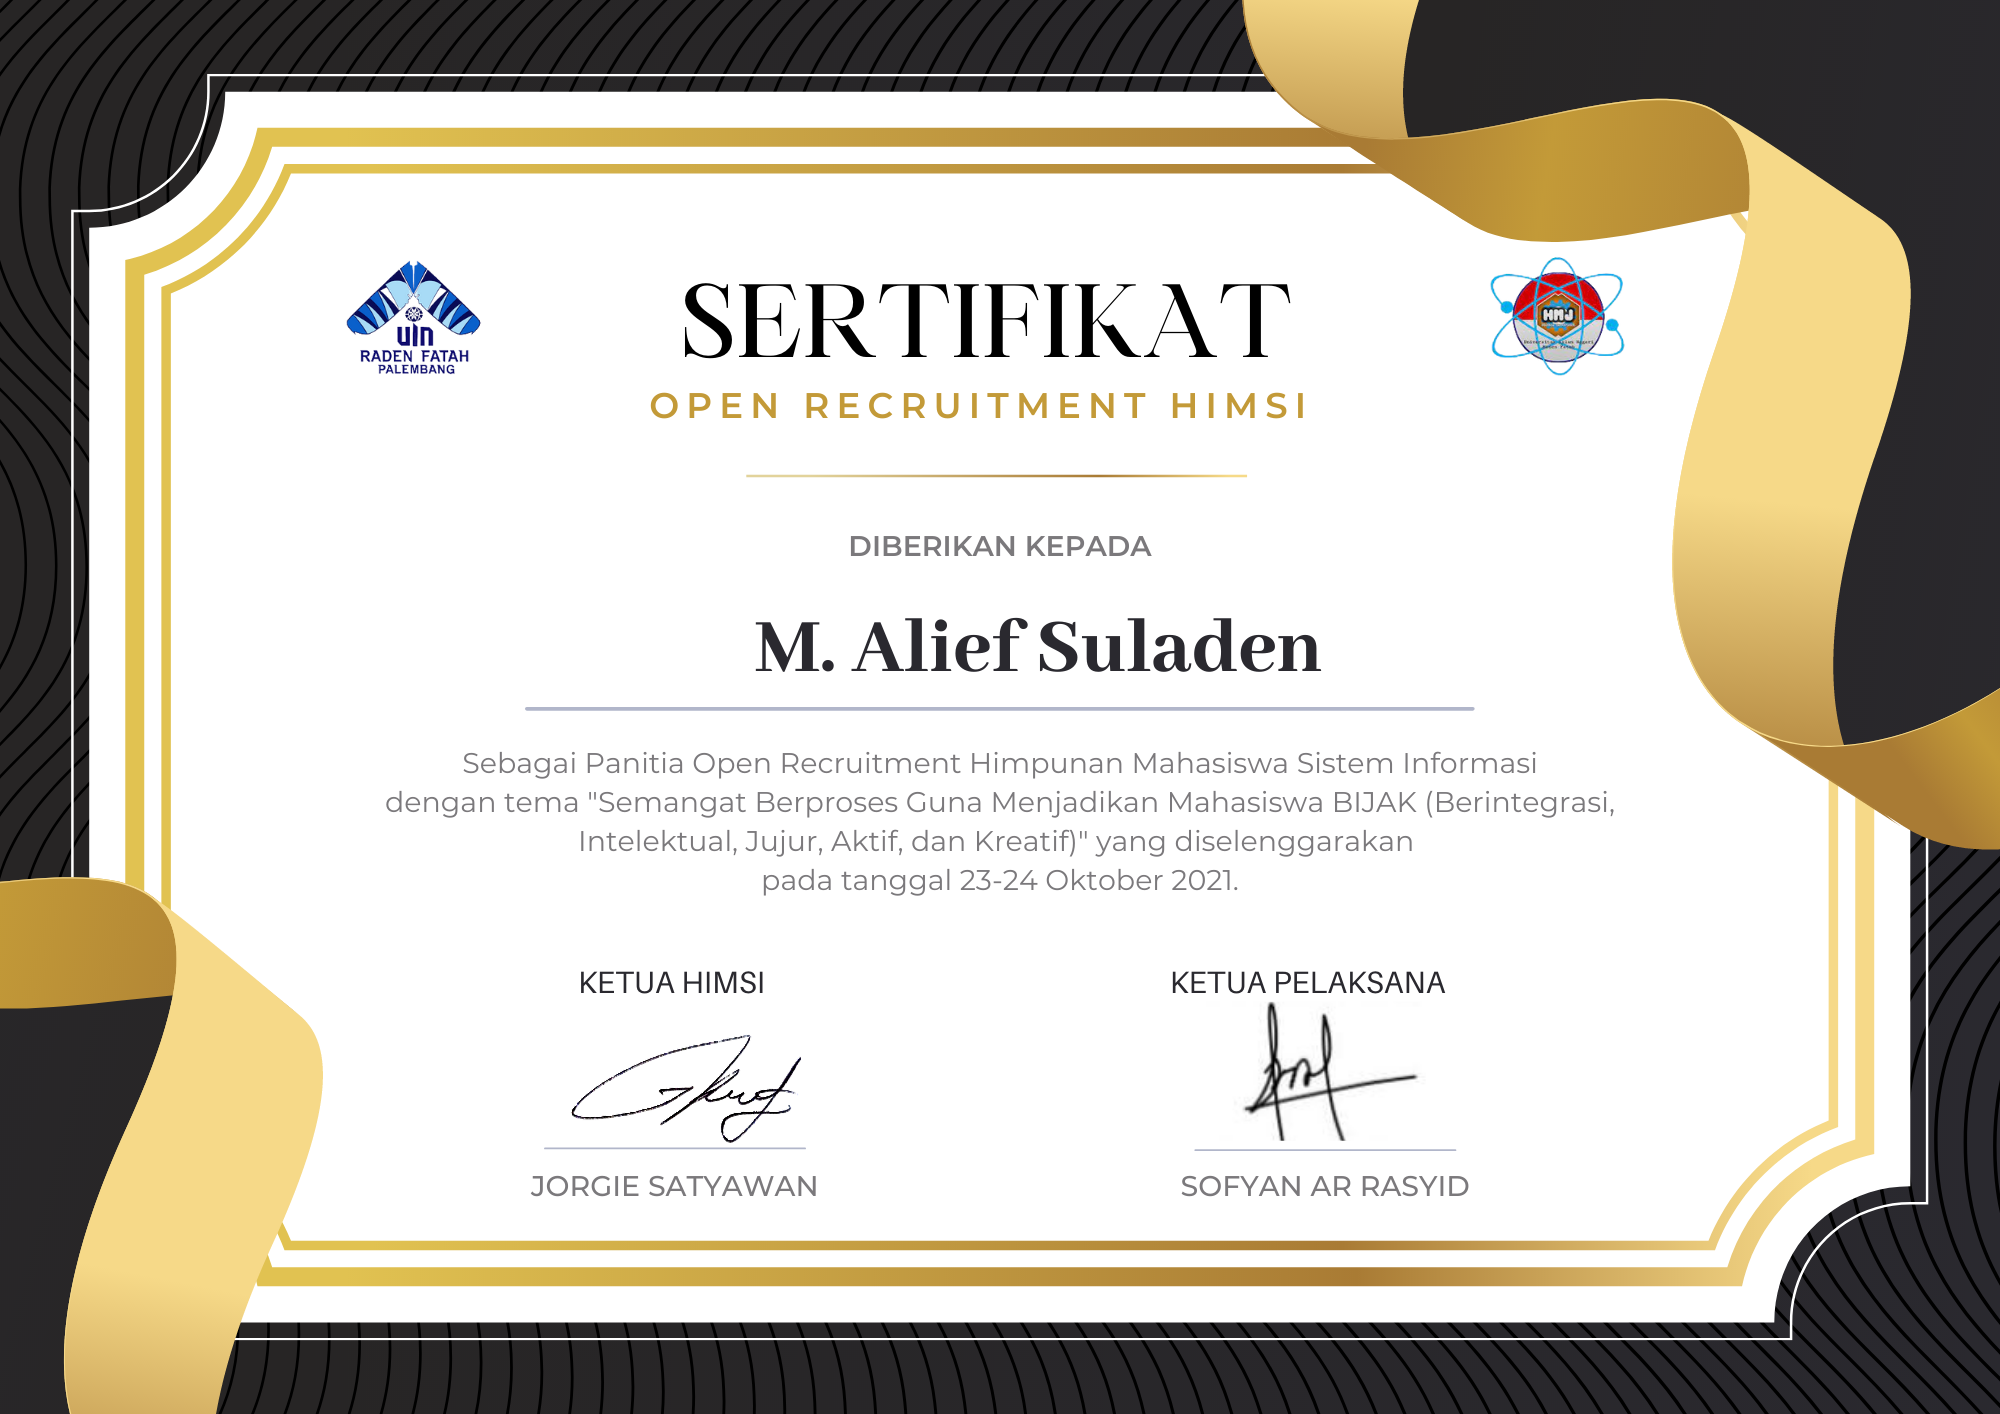 uin
RADEN FATAH
PALEMBANG
HMJ
SERTIFIKAT
OPEN RECRUITMENT HIMSI
DIBERIKAN KEPADA
M. Alief Suladen
Sebagai Panitia Open Recruitment Himpunan Mahasiswa Sistem Informasi
dengan tema "Semangat Berproses Guna Menjadikan Mahasiswa BIJAK (Berintegrasi,
Intelektual, Jujur, Aktif, dan Kreatif)" yang diselenggarakan
pada tanggal 23-24 Oktober 2021.
KETUA HIMSI
KETUA PELAKSANA
JORGIE SATYAWAN
SOFYAN AR RASYID